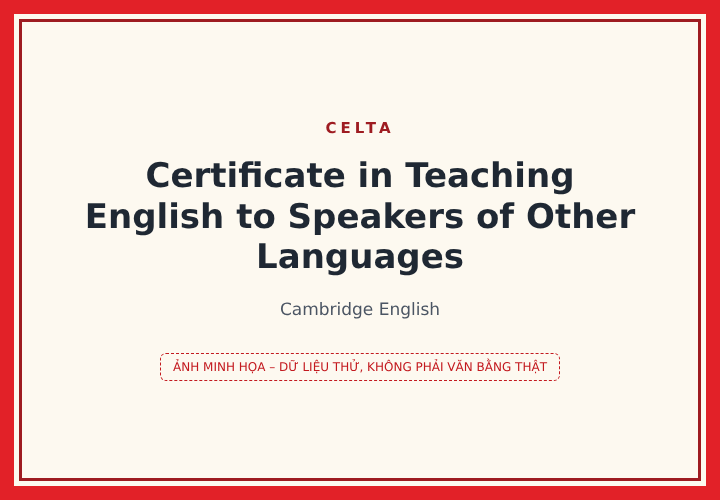 CELTA
Certificate in Teaching
English to Speakers of Other
Languages
Cambridge English
ẢNH MINH HỌA – DỮ LIỆU THỬ, KHÔNG PHẢI VĂN BẰNG THẬT